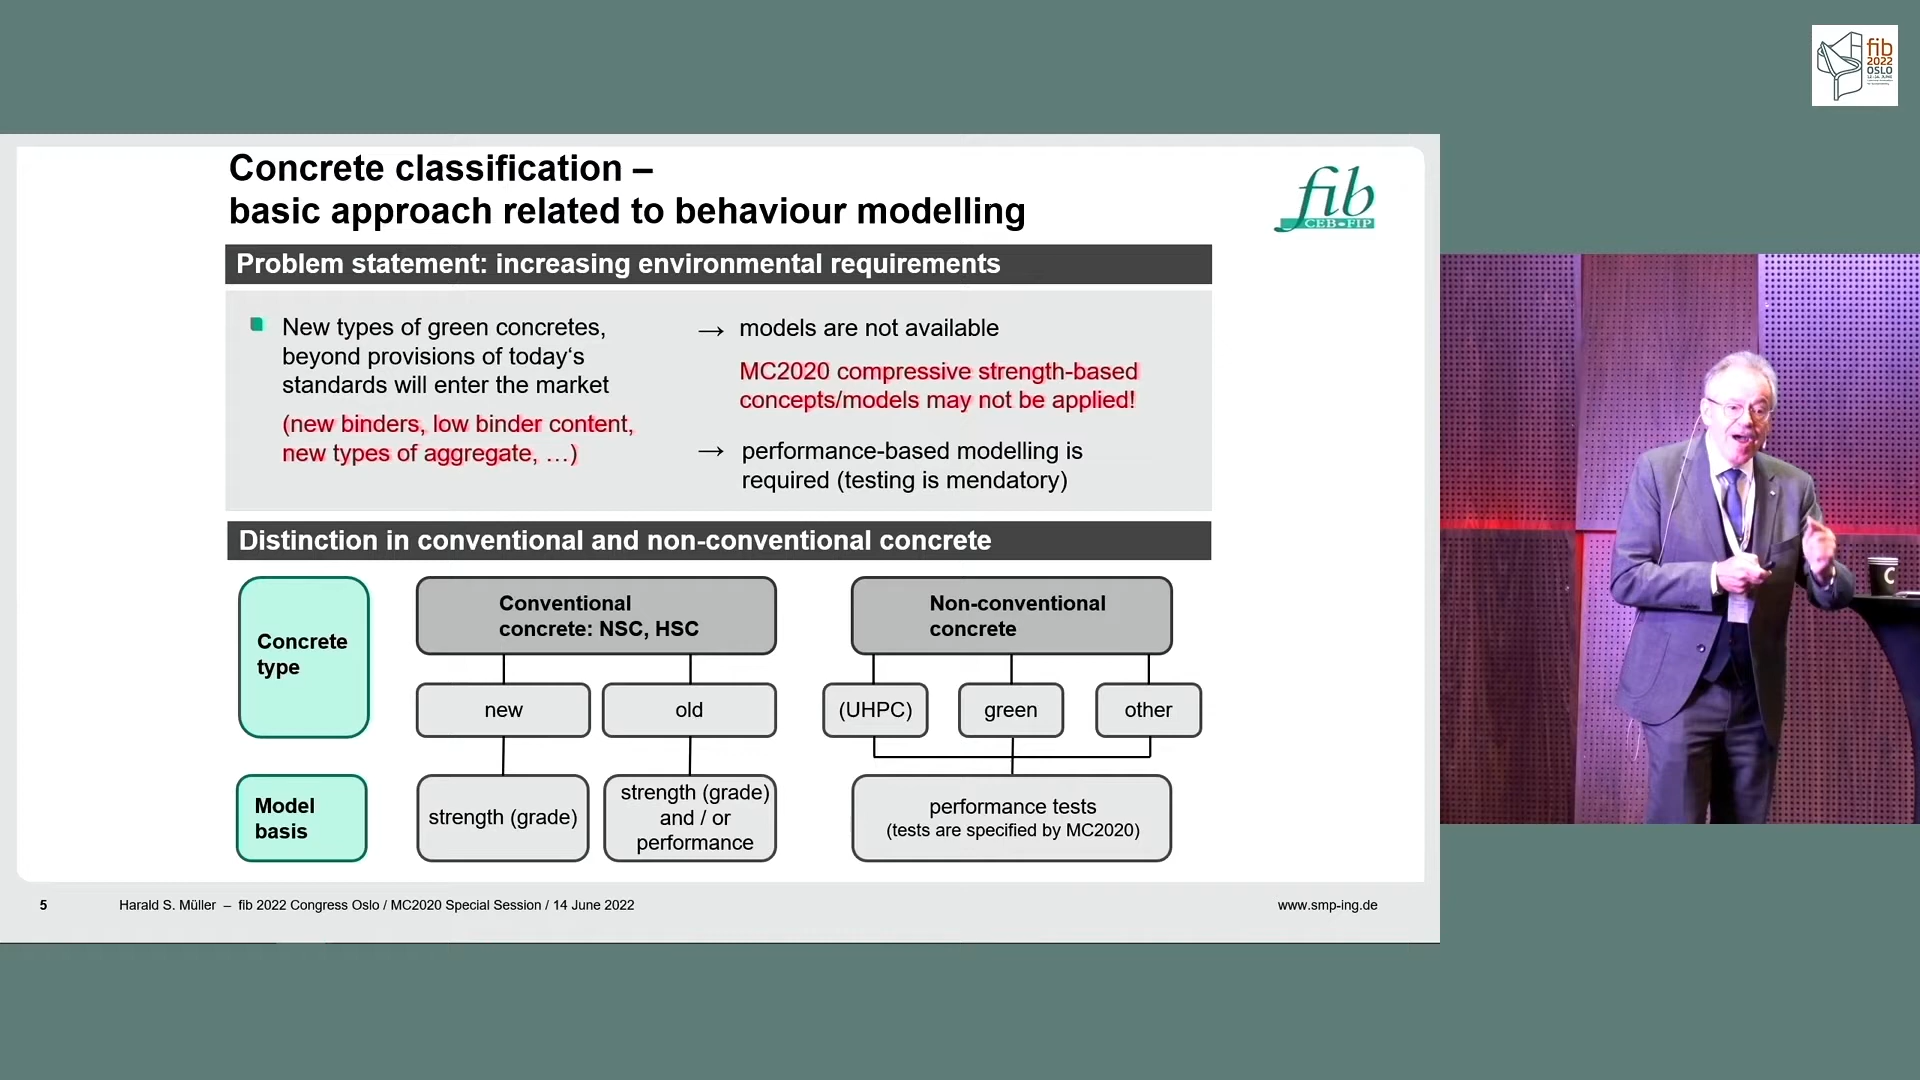 fib
2022
OSLO
Concrete classification –
basic approach related to behaviour modelling
fib
CEB-FIP
Problem statement: increasing environmental requirements
New types of green concretes,
beyond provisions of today‘s
standards will enter the market
(new binders, low binder content,
new types of aggregate, …)
→ models are not available
MC2020 compressive strength-based
concepts/models may not be applied!
→ performance-based modelling is
required (testing is mandatory)
Distinction in conventional and non-conventional concrete
Concrete
type
Conventional
concrete: NSC, HSC
Non-conventional
concrete
new
old
(UHPC)
green
other
Model
basis
strength (grade)
strength (grade)
and / or
performance
performance tests
(tests are specified by MC2020)
5
Harald S. Müller – fib 2022 Congress Oslo / MC2020 Special Session / 14 June 2022
www.smp-ing.de